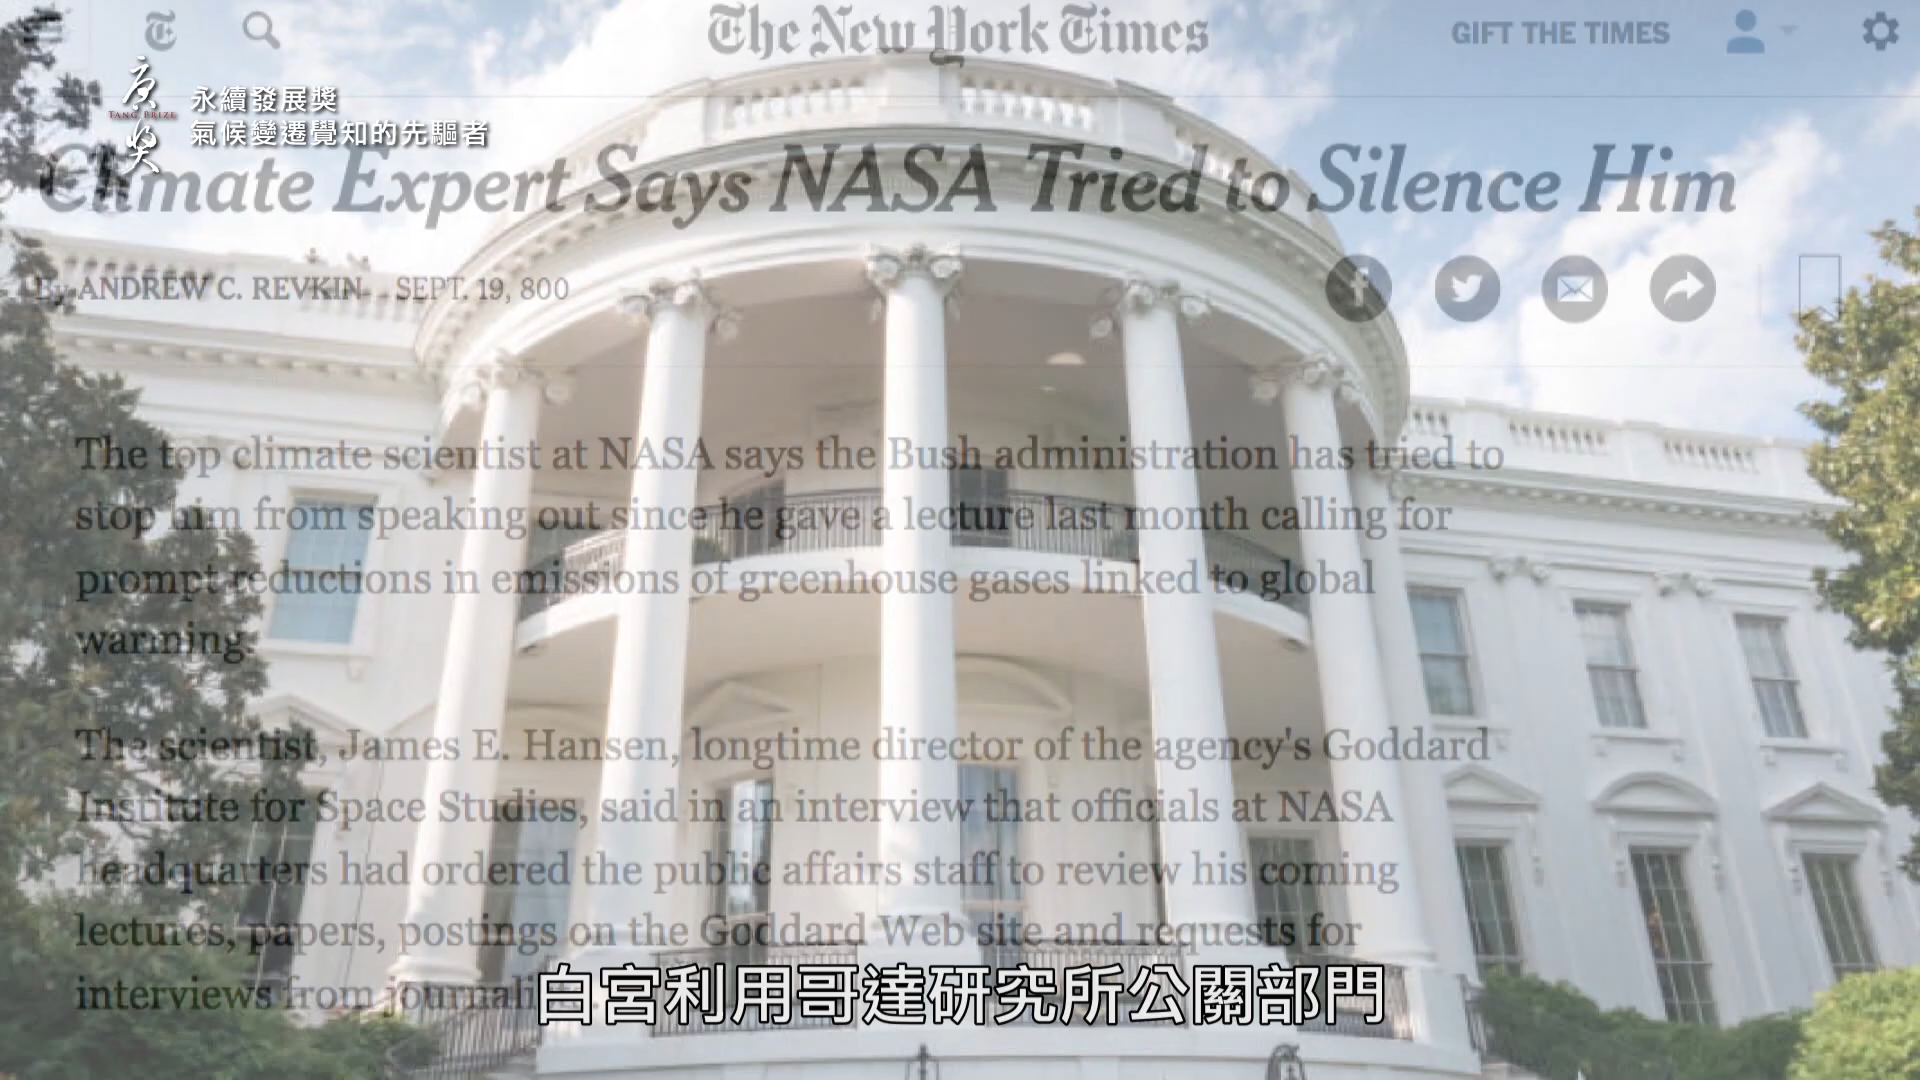 The New York Times
GIFT THE TIMES
唐獎
TANG PRIZE
永續發展獎
氣候變遷覺知的先驅者
Climate Expert Says NASA Tried to Silence Him
By ANDREW C. REVKIN SEPT. 19, 800
The top climate scientist at NASA says the Bush administration has tried to
stop him from speaking out since he gave a lecture last month calling for
prompt reductions in emissions of greenhouse gases linked to global
warming.
The scientist, James E. Hansen, longtime director of the agency's Goddard
Institute for Space Studies, said in an interview that officials at NASA
headquarters had ordered the public affairs staff to review his coming
lectures, papers, postings on the Goddard Web site and requests for
interviews from journalists.
白宮利用哥達研究所公關部門